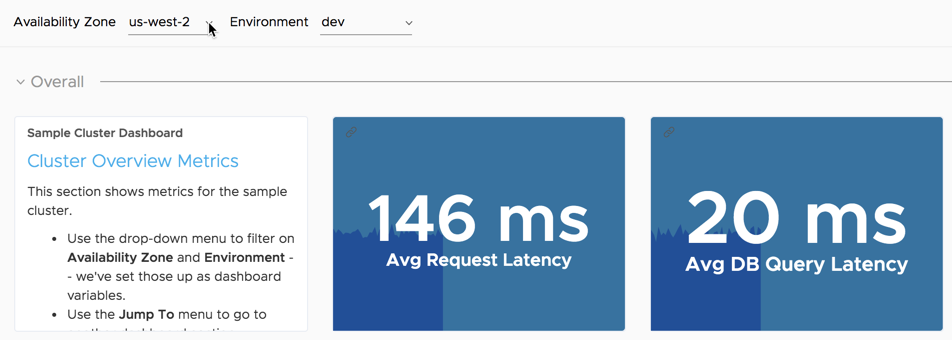 Availability Zone us-west-2 Environment dev
Overall
Sample Cluster Dashboard
Cluster Overview Metrics
This section shows metrics for the sample
cluster.
• Use the drop-down menu to filter on
Availability Zone and Environment -
- we've set those up as dashboard
variables.
• Use the Jump To menu to go to
146 ms
Avg Request Latency
20 ms
Avg DB Query Latency